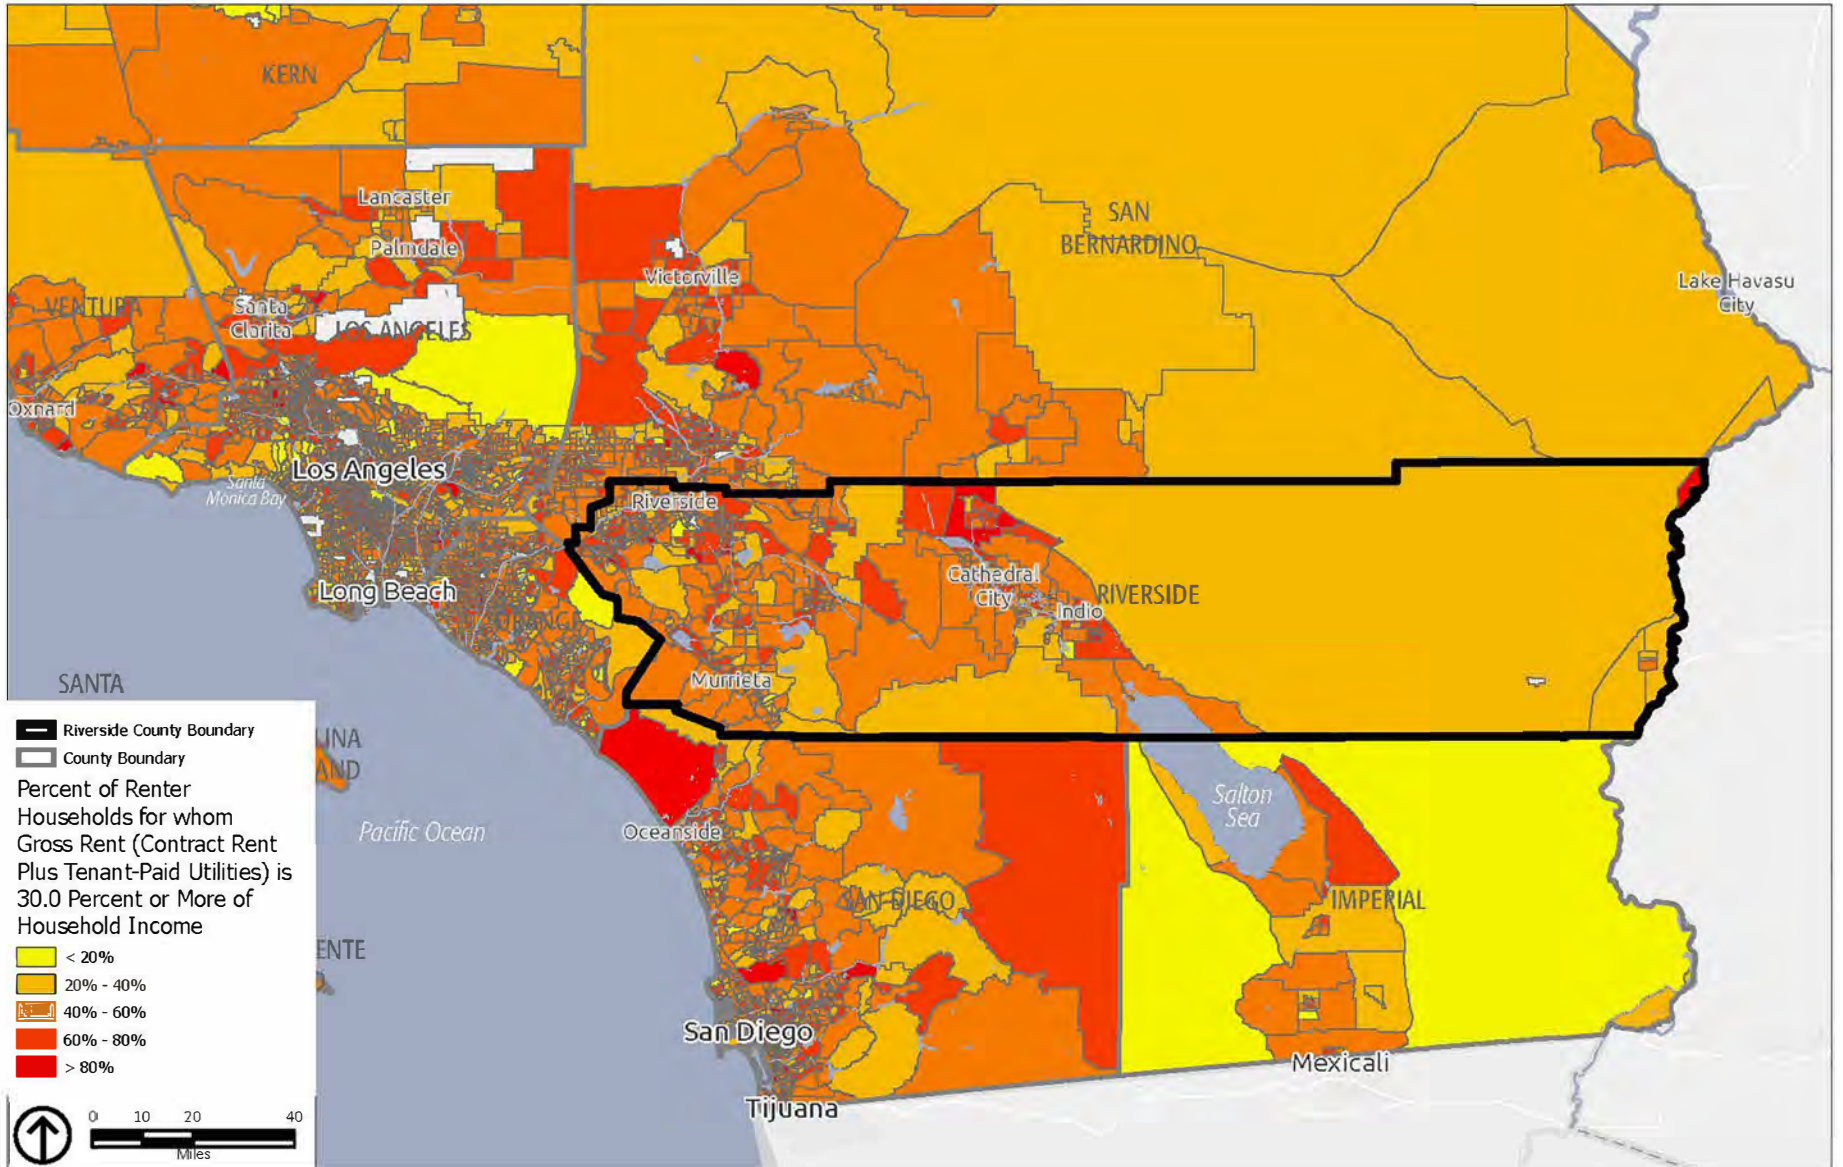 KERN
Lancaster
Palmdale
SAN
BERNARDINO
Victorville
Lake Havasu
City
VENTURA
Santa
Clarita
LOS ANGELES
Oxnard
Los Angeles
Santa
Monica Bay
Riverside
Long Beach
Cathedral
City
Indio
RIVERSIDE
Murrieta
SANTA
LINA
AND
ENTE
Pacific Ocean
Oceanside
Salton
Sea
SAN DIEGO
IMPERIAL
San Diego
Mexicali
Tijuana
Riverside County Boundary
County Boundary
Percent of Renter
Households for whom
Gross Rent (Contract Rent
Plus Tenant-Paid Utilities) is
30.0 Percent or More of
Household Income
< 20%
20% - 40%
40% - 60%
60% - 80%
> 80%
0 10 20 40
Miles